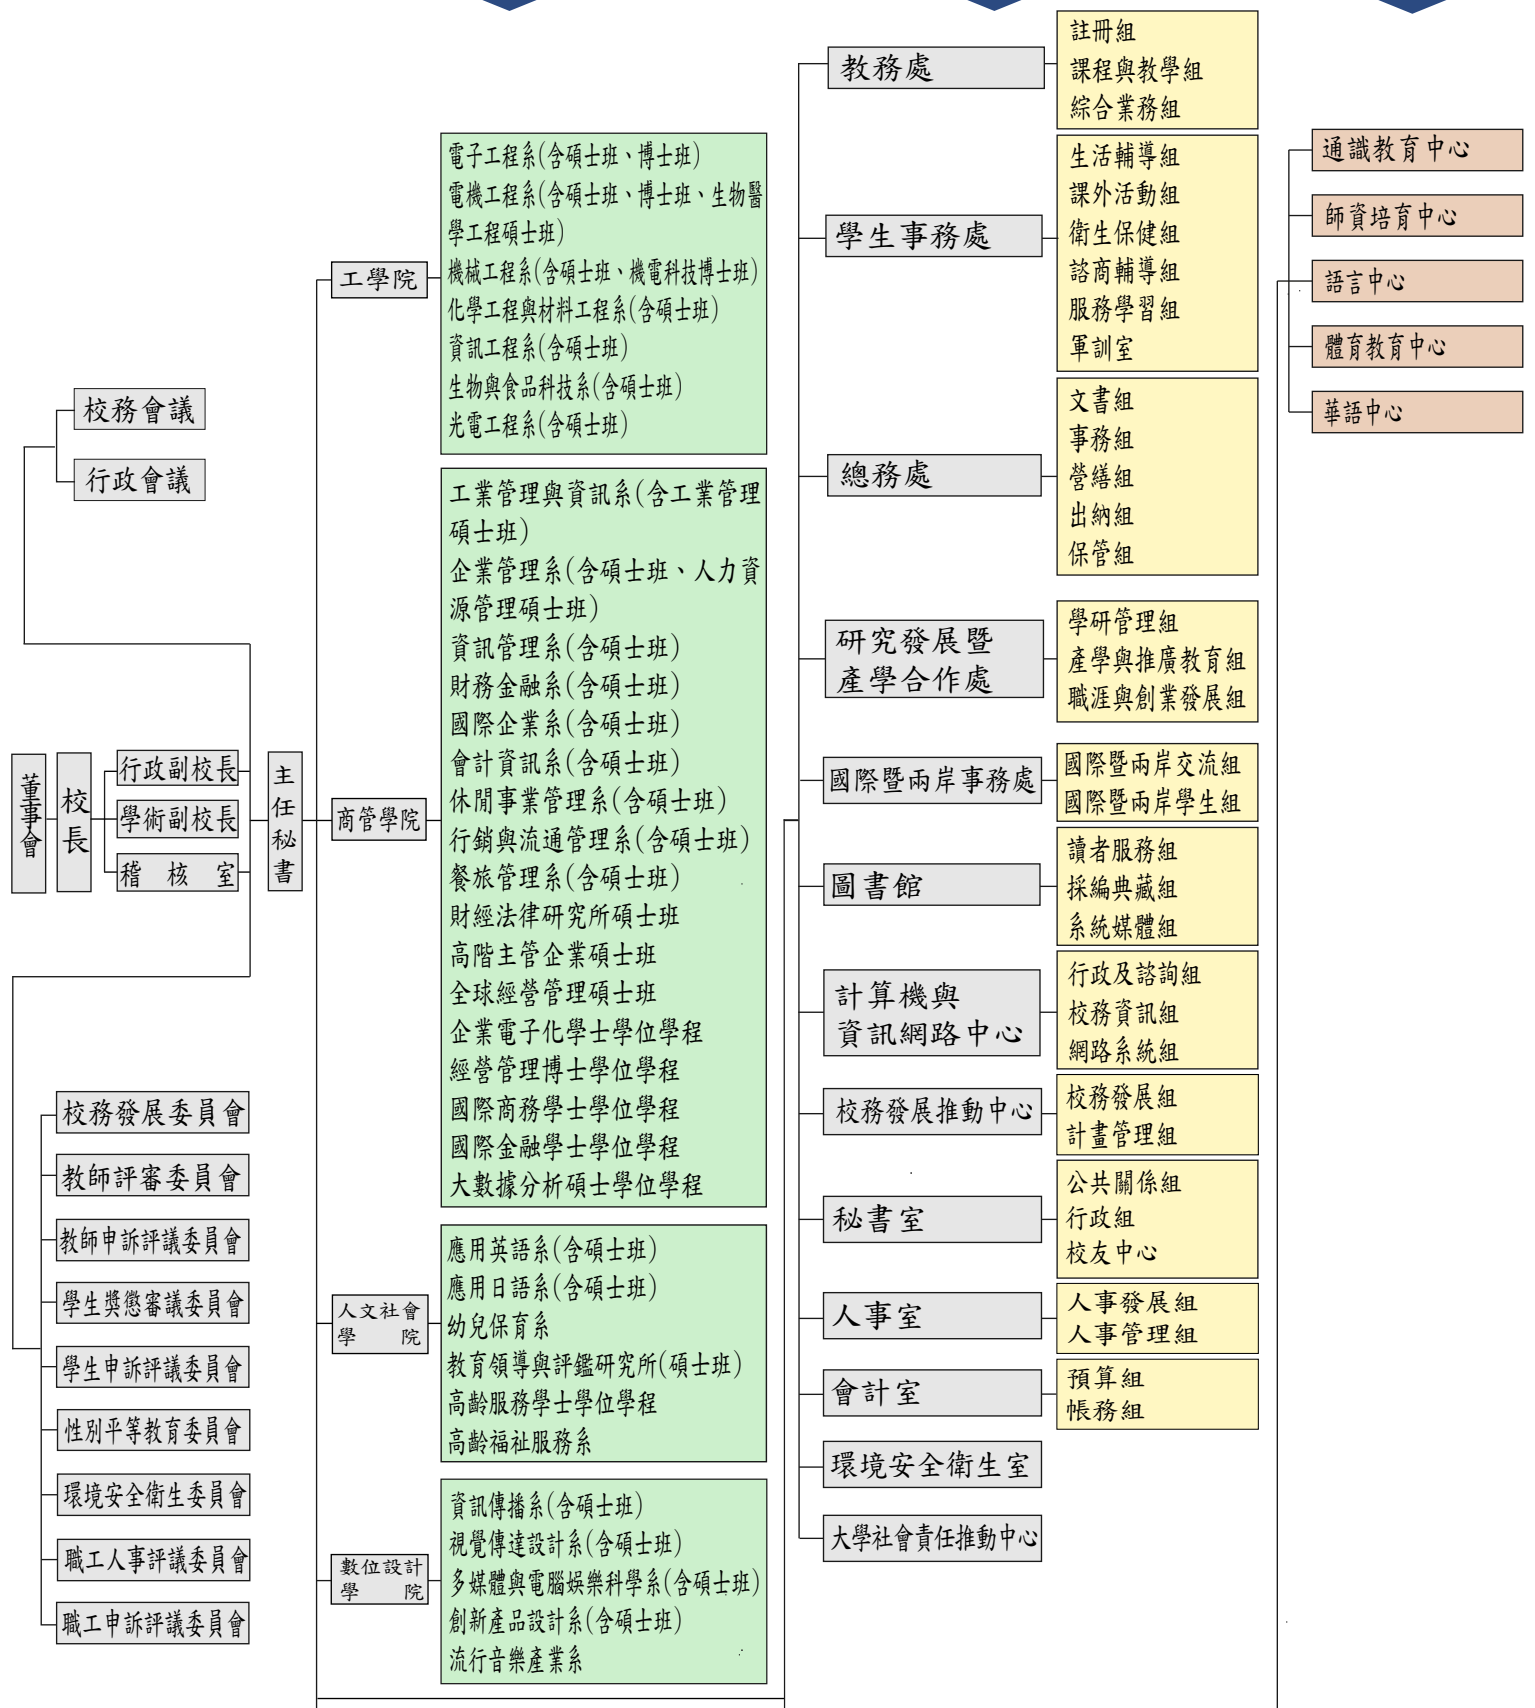 校務會議
行政會議
董事會
校長
行政副校長
學術副校長
稽核室
主任秘書
校務發展委員會
教師評審委員會
教師申訴評議委員會
學生獎懲審議委員會
學生申訴評議委員會
性別平等教育委員會
環境安全衛生委員會
職工人事評議委員會
職工申訴評議委員會
工學院
電子工程系(含碩士班、博士班)
電機工程系(含碩士班、博士班、生物醫
學工程碩士班)
機械工程系(含碩士班、機電科技博士班)
化學工程與材料工程系(含碩士班)
資訊工程系(含碩士班)
生物與食品科技系(含碩士班)
光電工程系(含碩士班)
商管學院
工業管理與資訊系(含工業管理
碩士班)
企業管理系(含碩士班、人力資
源管理碩士班)
資訊管理系(含碩士班)
財務金融系(含碩士班)
國際企業系(含碩士班)
會計資訊系(含碩士班)
休閒事業管理系(含碩士班)
行銷與流通管理系(含碩士班)
餐旅管理系(含碩士班)
財經法律研究所碩士班
高階主管企業碩士班
全球經營管理碩士班
企業電子化學士學位學程
經營管理博士學位學程
國際商務學士學位學程
國際金融學士學位學程
大數據分析碩士學位學程
人文社會
學院
應用英語系(含碩士班)
應用日語系(含碩士班)
幼兒保育系
教育領導與評鑑研究所(碩士班)
高齡服務學士學位學程
高齡福祉服務系
數位設計
學院
資訊傳播系(含碩士班)
視覺傳達設計系(含碩士班)
多媒體與電腦娛樂科學系(含碩士班)
創新產品設計系(含碩士班)
流行音樂產業系
教務處
註冊組
課程與教學組
綜合業務組
學生事務處
生活輔導組
課外活動組
衛生保健組
諮商輔導組
服務學習組
軍訓室
總務處
文書組
事務組
營繕組
出納組
保管組
研究發展暨
產學合作處
學研管理組
產學與推廣教育組
職涯與創業發展組
國際暨兩岸事務處
國際暨兩岸交流組
國際暨兩岸學生組
圖書館
讀者服務組
採編典藏組
系統媒體組
計算機與
資訊網路中心
行政及諮詢組
校務資訊組
網路系統組
校務發展推動中心
校務發展組
計畫管理組
秘書室
公共關係組
行政組
校友中心
人事室
人事發展組
人事管理組
會計室
預算組
帳務組
環境安全衛生室
大學社會責任推動中心
通識教育中心
師資培育中心
語言中心
體育教育中心
華語中心